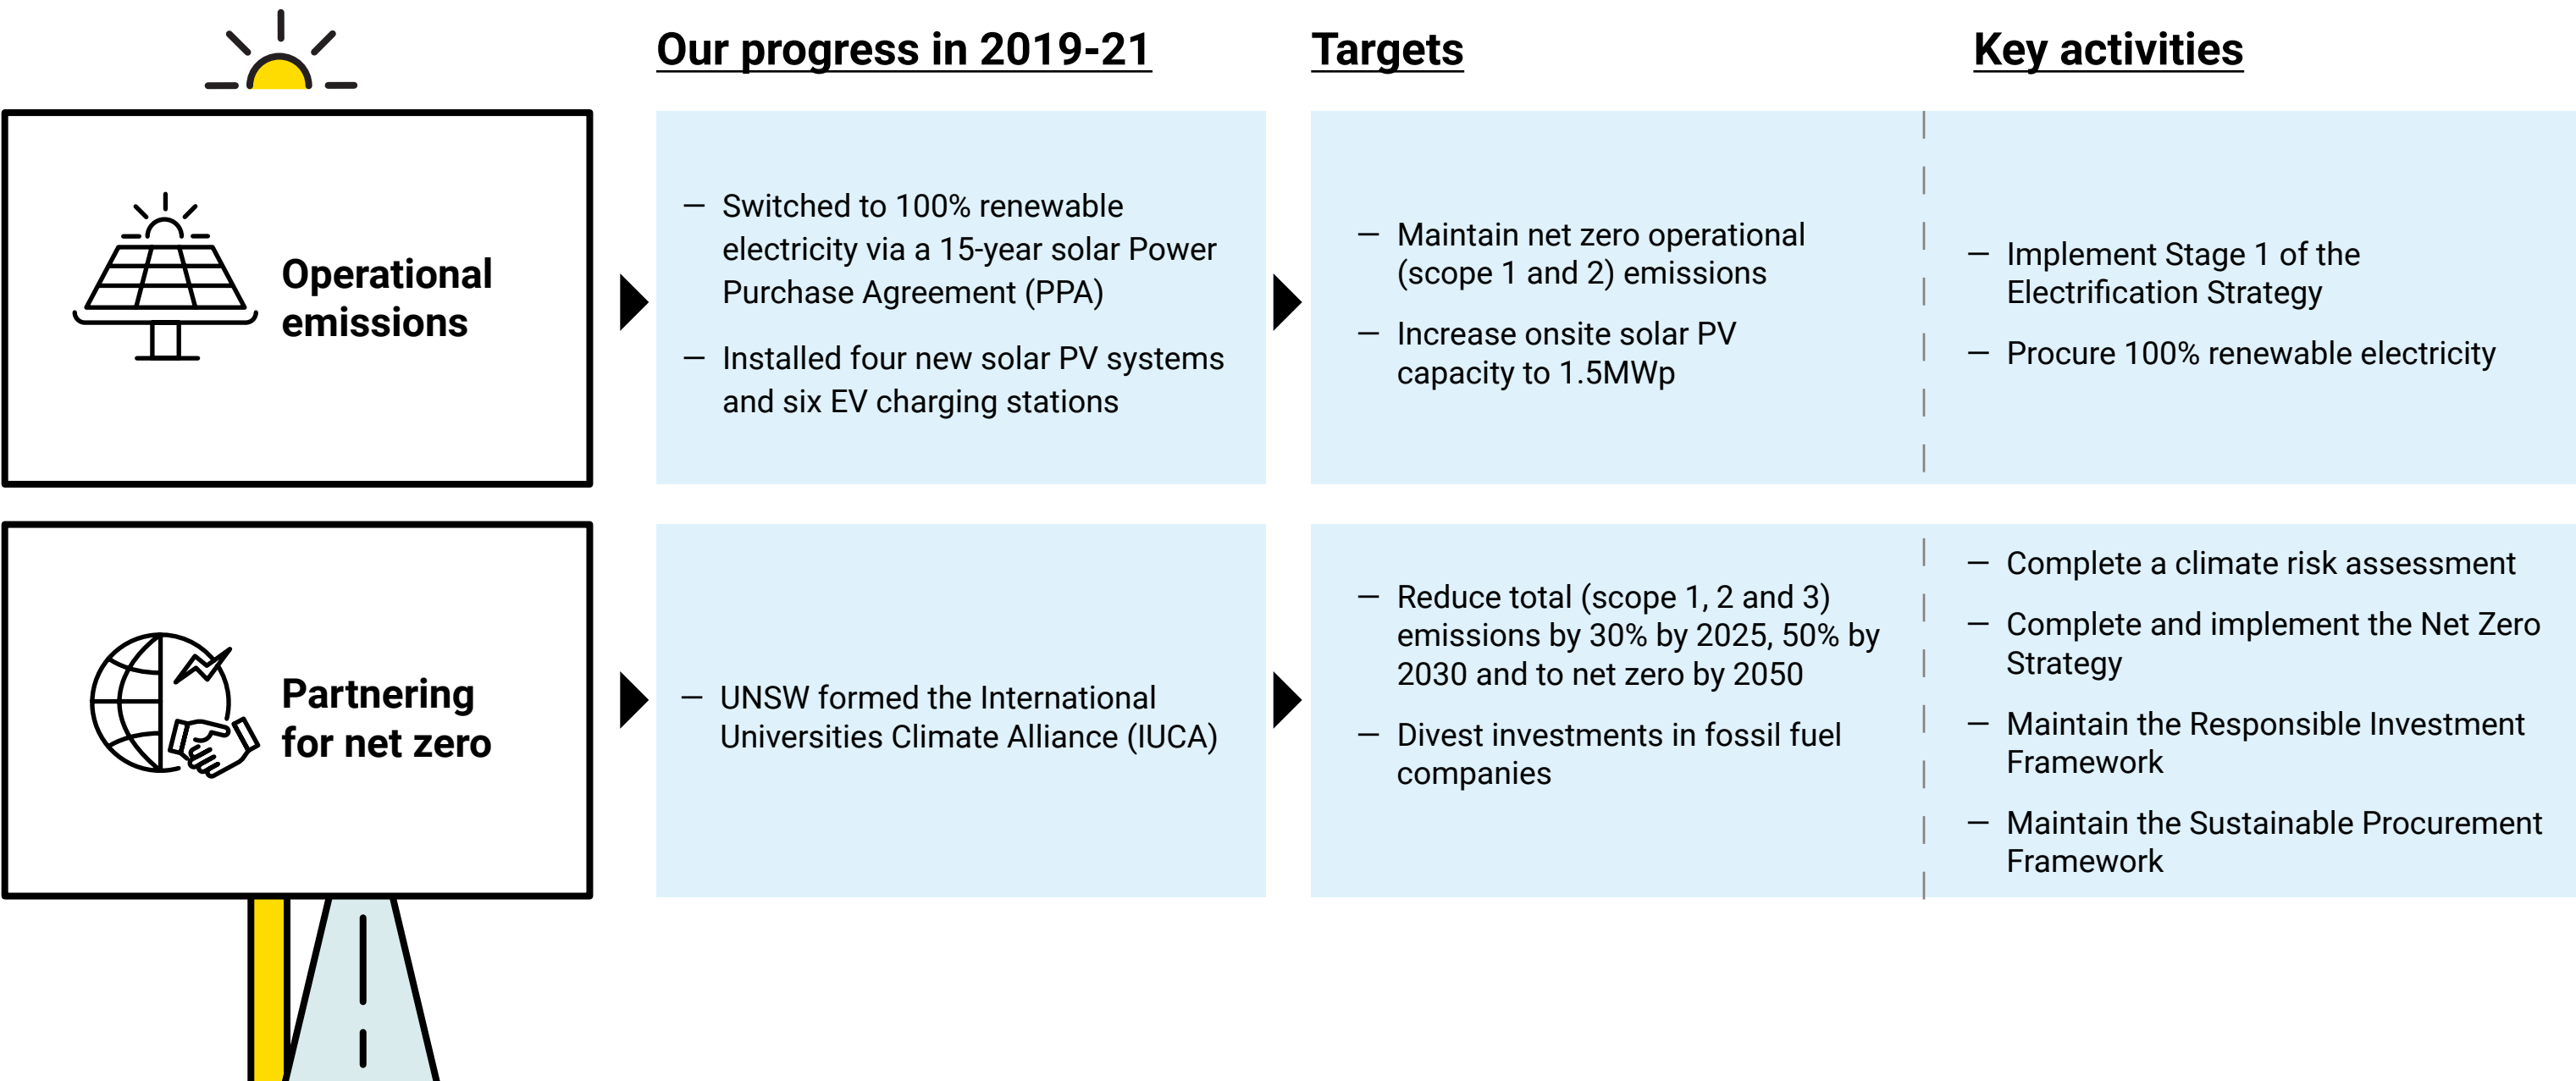 Our progress in 2019-21
Targets
Key activities
Operational
emissions
— Switched to 100% renewable
electricity via a 15-year solar Power
Purchase Agreement (PPA)
— Installed four new solar PV systems
and six EV charging stations
— Maintain net zero operational
(scope 1 and 2) emissions
— Increase onsite solar PV
capacity to 1.5MWp
— Implement Stage 1 of the
Electrification Strategy
— Procure 100% renewable electricity
Partnering
for net zero
— UNSW formed the International
Universities Climate Alliance (IUCA)
— Reduce total (scope 1, 2 and 3)
emissions by 30% by 2025, 50% by
2030 and to net zero by 2050
— Divest investments in fossil fuel
companies
— Complete a climate risk assessment
— Complete and implement the Net Zero
Strategy
— Maintain the Responsible Investment
Framework
— Maintain the Sustainable Procurement
Framework